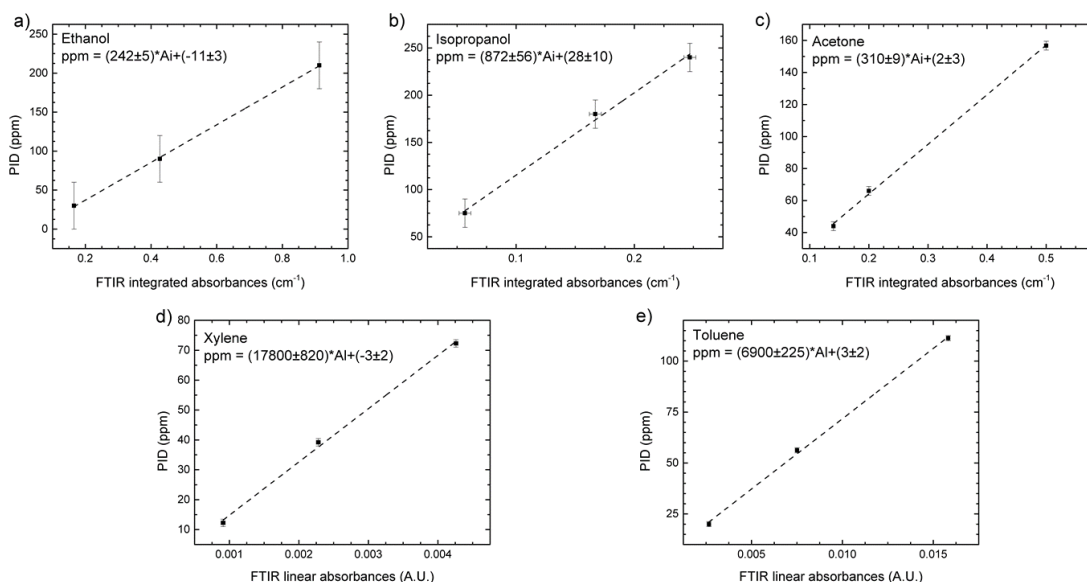 a)
Ethanol
ppm = (242±5)*Ai+(-11±3)
250
200
150
100
50
0
PID (ppm)
0.2 0.4 0.6 0.8 1.0
FTIR integrated absorbances (cm⁻¹)
b)
Isopropanol
ppm = (872±56)*Ai+(28±10)
250
200
150
100
50
PID (ppm)
0.1 0.2
FTIR integrated absorbances (cm⁻¹)
c)
Acetone
ppm = (310±9)*Ai+(2±3)
160
140
120
100
80
60
40
PID (ppm)
0.1 0.2 0.3 0.4 0.5
FTIR integrated absorbances (cm⁻¹)
d)
Xylene
ppm = (17800±820)*Al+(-3±2)
80
70
60
50
40
30
20
10
PID (ppm)
0.001 0.002 0.003 0.004
FTIR linear absorbances (A.U.)
e)
Toluene
ppm = (6900±225)*Al+(3±2)
100
75
50
25
0
PID (ppm)
0.005 0.010 0.015
FTIR linear absorbances (A.U.)